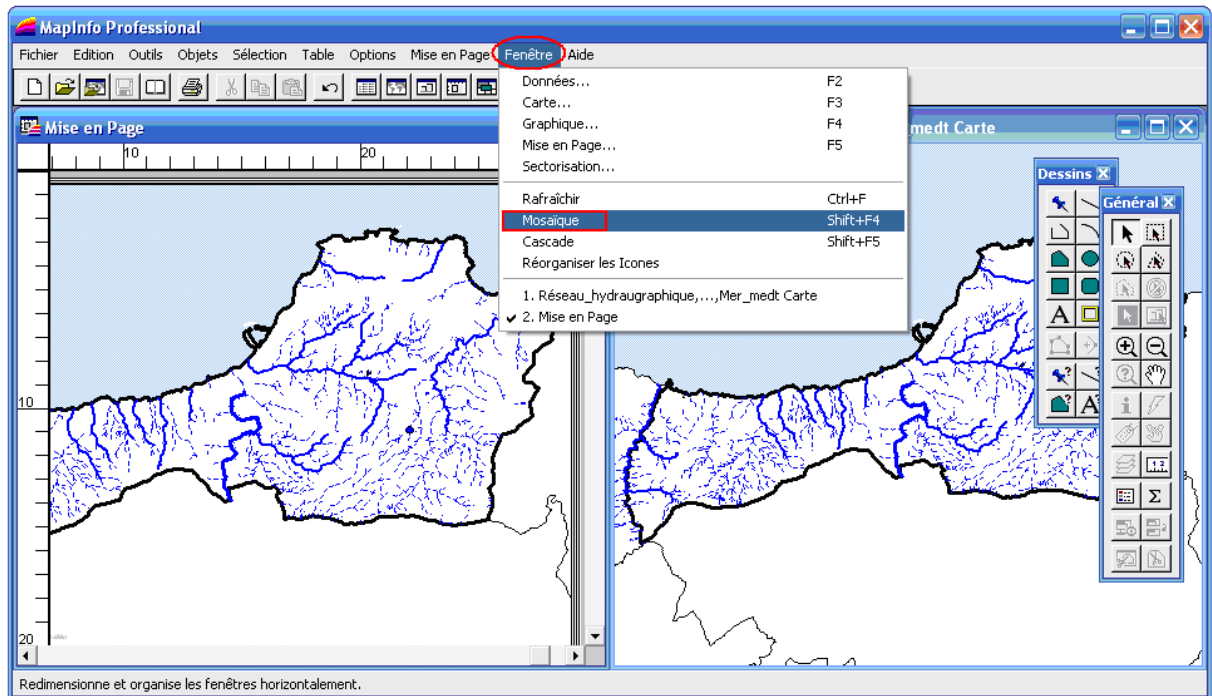 MapInfo Professional
Fichier Edition Outils Objets Sélection Table Options Mise en Page Fenêtre Aide
Données... F2
Carte... F3
Graphique... F4
Mise en Page... F5
Sectorisation...
Rafraîchir Ctrl+F
Mosaïque Shift+F4
Cascade Shift+F5
Réorganiser les Icones
1. Réseau_hydraugraphique,...,Mer_medt Carte
2. Mise en Page
Mise en Page
medt Carte
10 20
Dessins
Général
A
A
10
Σ
20
Redimensionne et organise les fenêtres horizontalement.